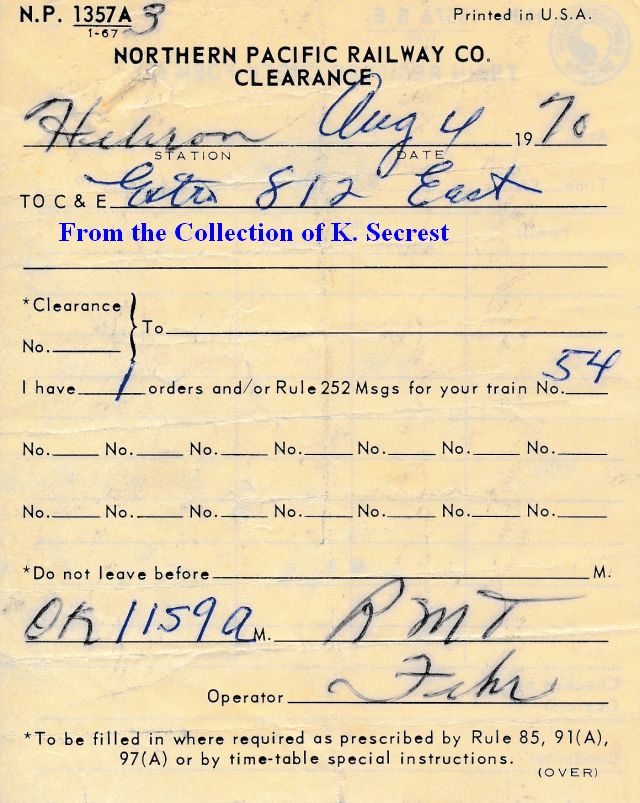 N.P. 1357A 3 Printed in U.S.A.
1-67
NORTHERN PACIFIC RAILWAY CO.
CLEARANCE
Hebron Aug 4 1970
STATION DATE
TO C & E Extra 812 East
From the Collection of K. Secrest
*Clearance
No. } To
I have 1 orders and/or Rule 252 Msgs for your train No. 54
No. No. No. No. No. No. No.
No. No. No. No. No. No. No.
*Do not leave before M.
OK 1159 a M. RMT
Operator Fehr
*To be filled in where required as prescribed by Rule 85, 91(A),
97(A) or by time-table special instructions.
(OVER)